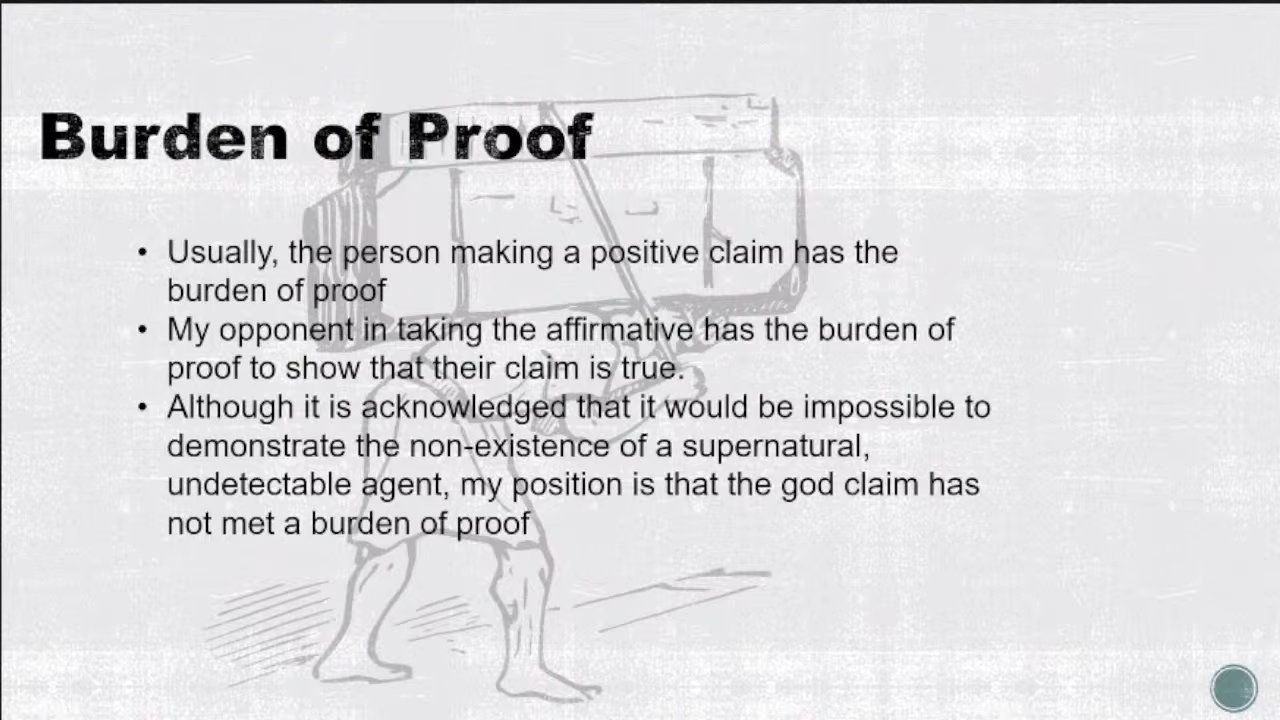 Burden of Proof
• Usually, the person making a positive claim has the
burden of proof
• My opponent in taking the affirmative has the burden of
proof to show that their claim is true.
• Although it is acknowledged that it would be impossible to
demonstrate the non-existence of a supernatural,
undetectable agent, my position is that the god claim has
not met a burden of proof